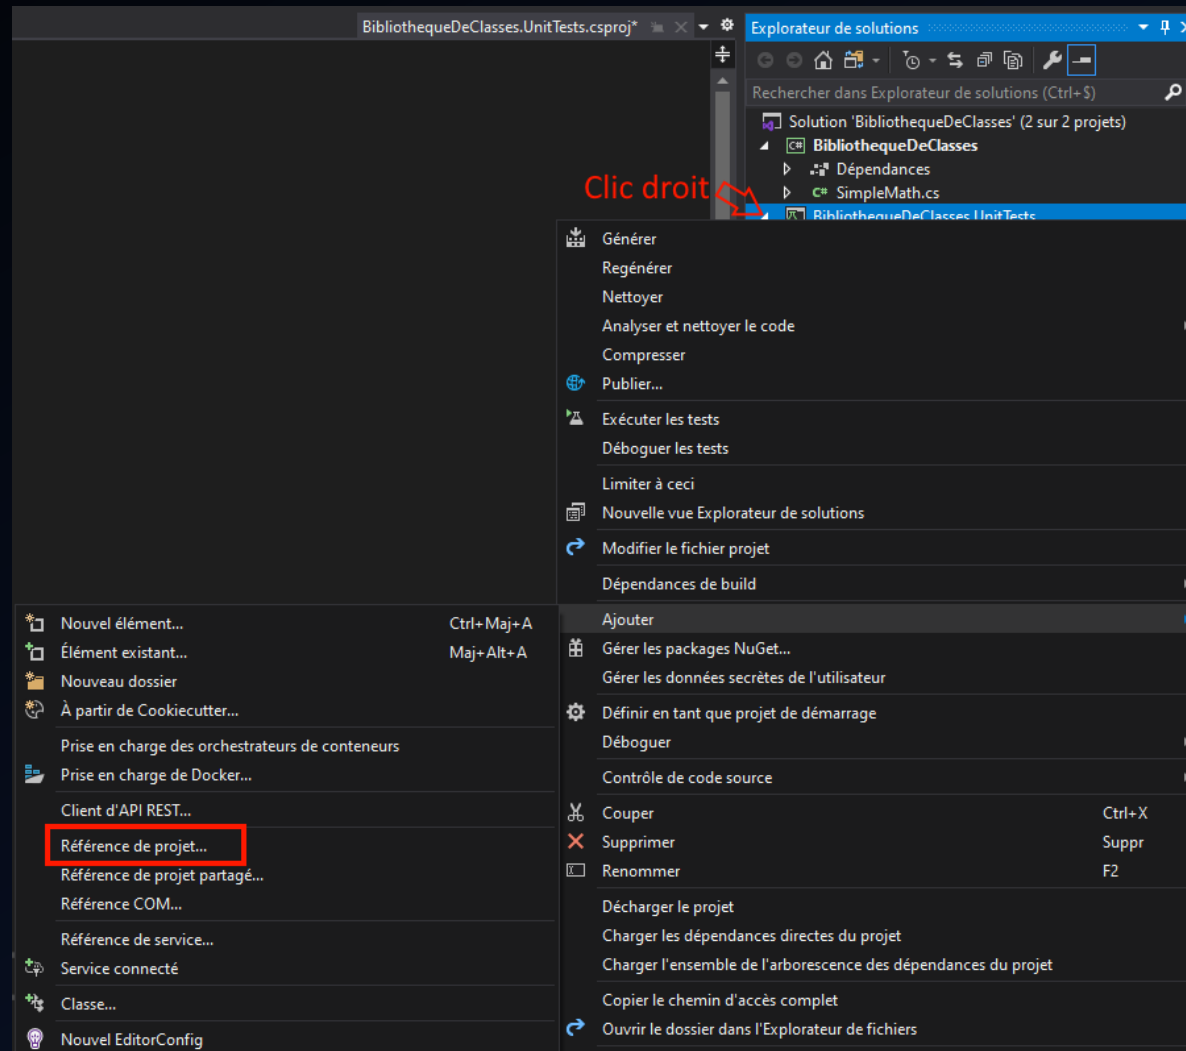 BibliothequeDeClasses.UnitTests.csproj*
Explorateur de solutions
Rechercher dans Explorateur de solutions (Ctrl+$)
Solution 'BibliothequeDeClasses' (2 sur 2 projets)
C# BibliothequeDeClasses
Dépendances
C# SimpleMath.cs
Clic droit
BibliothequeDeClasses.UnitTests
Générer
Regénérer
Nettoyer
Analyser et nettoyer le code
Compresser
Publier...
Exécuter les tests
Déboguer les tests
Limiter à ceci
Nouvelle vue Explorateur de solutions
Modifier le fichier projet
Dépendances de build
Ajouter
Gérer les packages NuGet...
Gérer les données secrètes de l'utilisateur
Définir en tant que projet de démarrage
Déboguer
Contrôle de code source
Couper Ctrl+X
Supprimer Suppr
Renommer F2
Décharger le projet
Charger les dépendances directes du projet
Charger l'ensemble de l'arborescence des dépendances du projet
Copier le chemin d'accès complet
Ouvrir le dossier dans l'Explorateur de fichiers
Nouvel élément... Ctrl+Maj+A
Élément existant... Maj+Alt+A
Nouveau dossier
À partir de Cookiecutter...
Prise en charge des orchestrateurs de conteneurs
Prise en charge de Docker...
Client d'API REST...
Référence de projet...
Référence de projet partagé...
Référence COM...
Référence de service...
Service connecté
Classe...
Nouvel EditorConfig